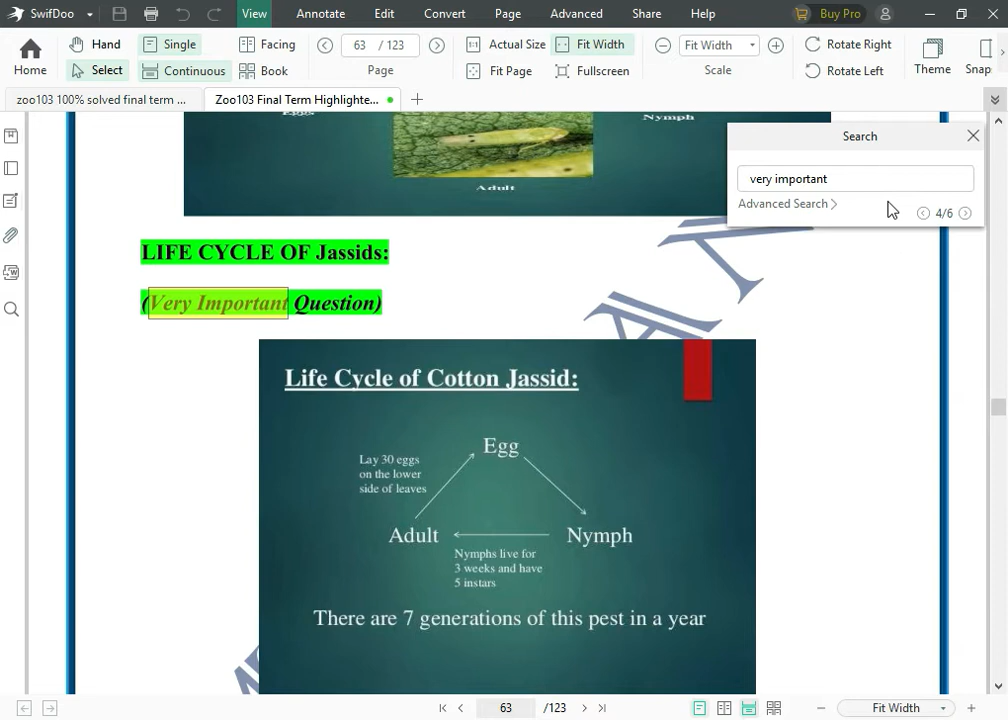 SwifDoo
View
Annotate
Edit
Convert
Page
Advanced
Share
Help
Buy Pro
Home
Hand
Select
Single
Continuous
Facing
Book
63 / 123
Page
Actual Size
Fit Page
Fit Width
Fullscreen
Fit Width
Scale
Rotate Right
Rotate Left
Theme
Snap
zoo103 100% solved final term ...
Zoo103 Final Term Highlighte...
Eggs
Nymph
Adult
Search
very important
Advanced Search
4/6
LIFE CYCLE OF Jassids:
(Very Important Question)
Life Cycle of Cotton Jassid:
Egg
Lay 30 eggs
on the lower
side of leaves
Adult
Nymph
Nymphs live for
3 weeks and have
5 instars
There are 7 generations of this pest in a year
63 /123
Fit Width